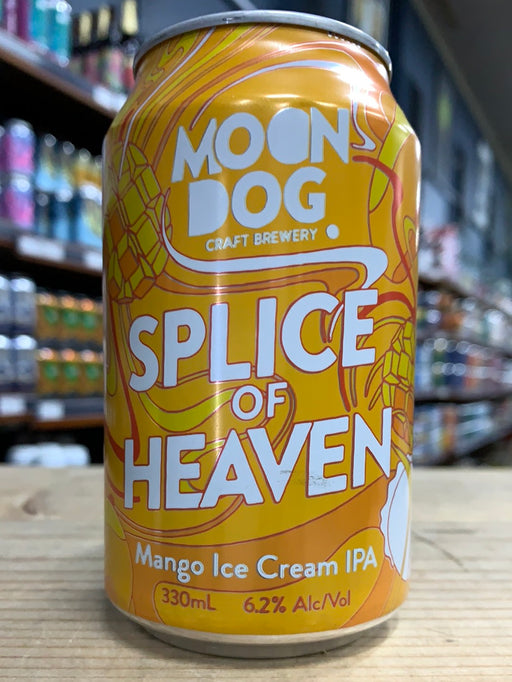 MOON
DOG
CRAFT BREWERY
SPLICE
OF
HEAVEN
Mango Ice Cream IPA
330mL 6.2% Alc/Vol